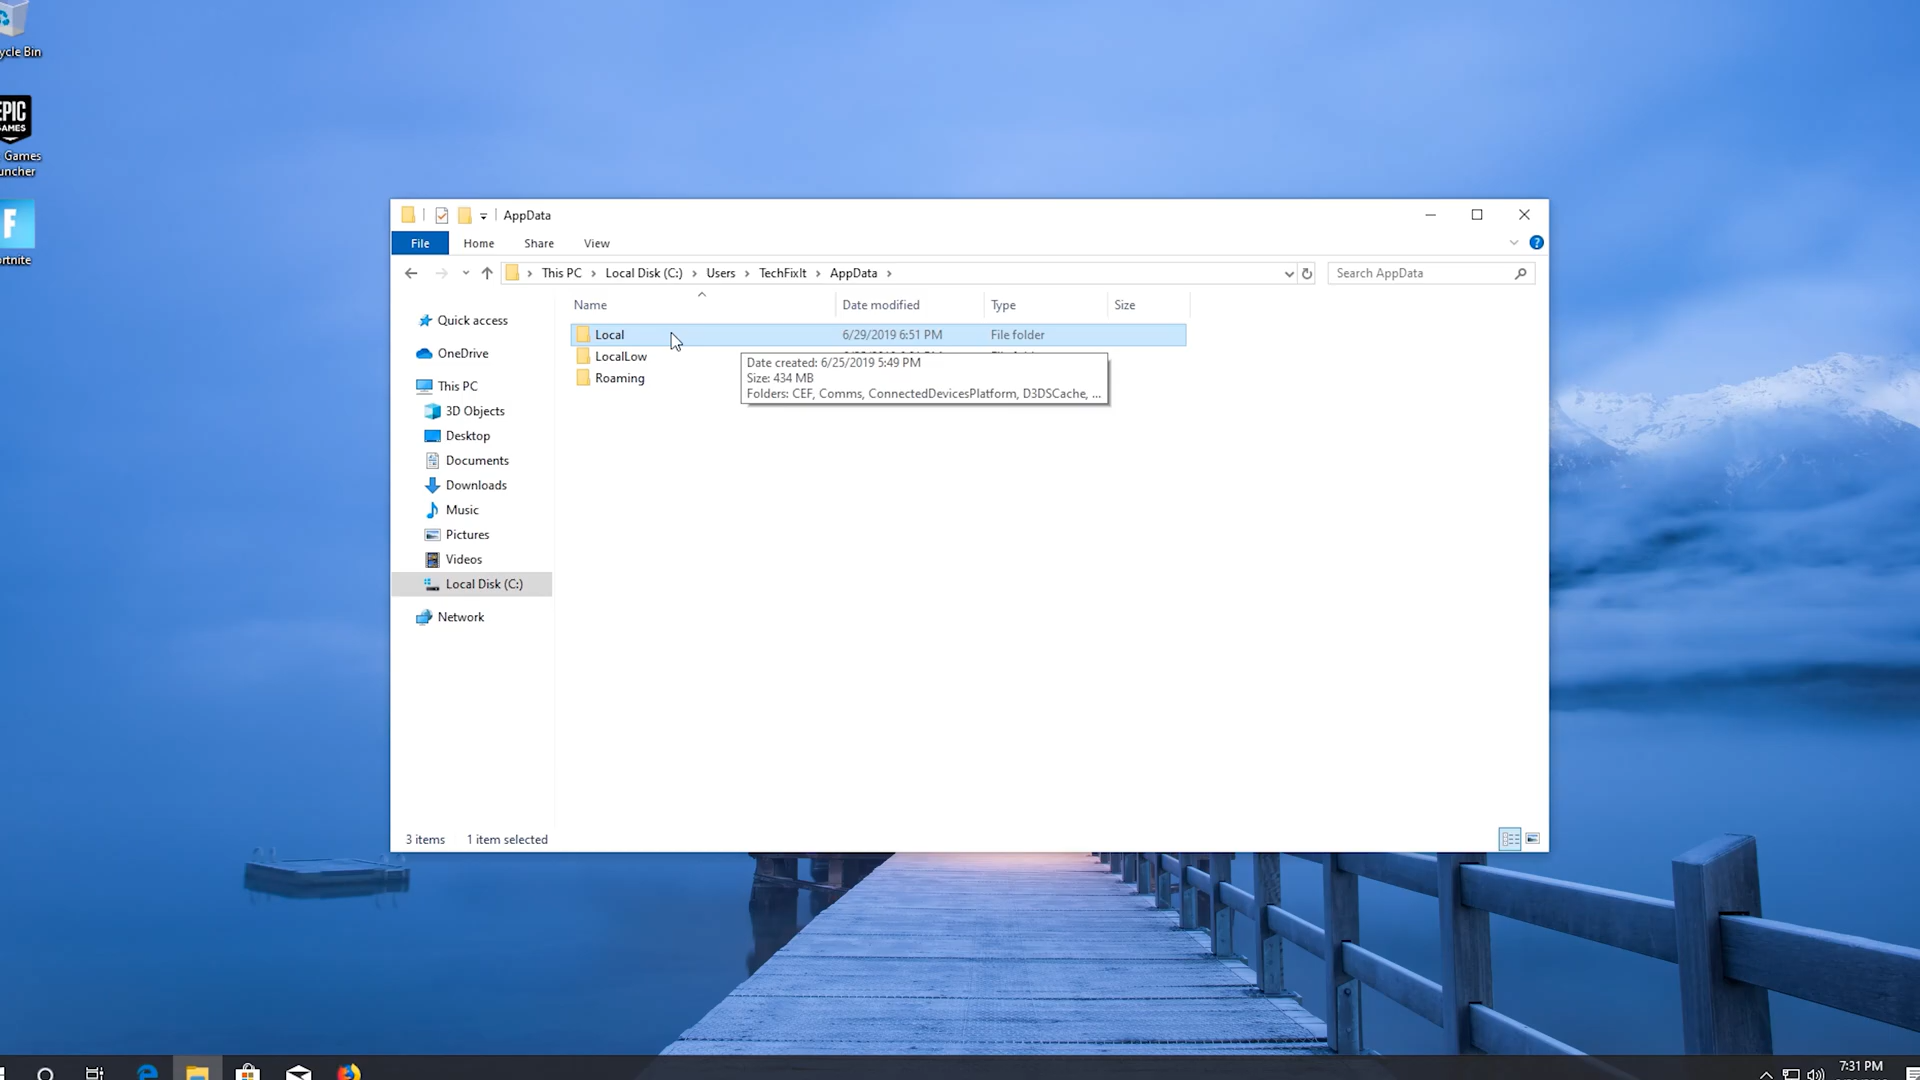 ycle Bin
EPIC
GAMES
Games
uncher
F
ortnite
AppData
File Home Share View
This PC > Local Disk (C:) > Users > TechFixIt > AppData >
Search AppData
Name Date modified Type Size
Quick access
OneDrive
This PC
3D Objects
Desktop
Documents
Downloads
Music
Pictures
Videos
Local Disk (C:)
Network
Local 6/29/2019 6:51 PM File folder
LocalLow
Roaming
Date created: 6/25/2019 5:49 PM
Size: 434 MB
Folders: CEF, Comms, ConnectedDevicesPlatform, D3DSCache, ...
3 items 1 item selected
7:31 PM